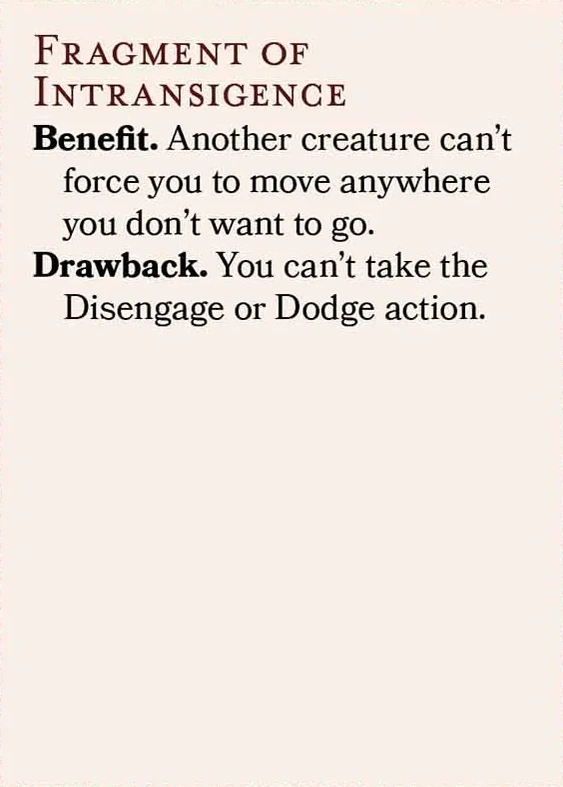 Fragment of
Intransigence
Benefit. Another creature can't
force you to move anywhere
you don't want to go.
Drawback. You can't take the
Disengage or Dodge action.